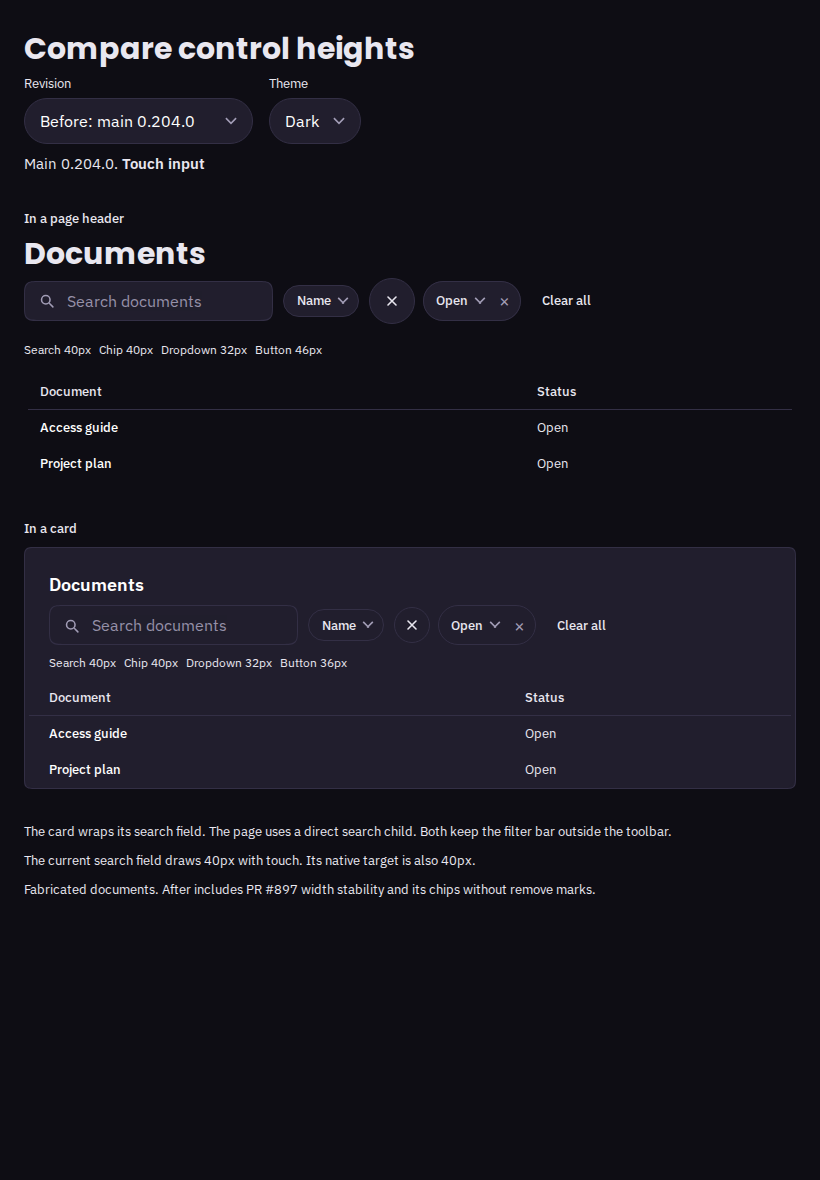 Compare control heights
Revision Theme
Before: main 0.204.0 Dark
Main 0.204.0. Touch input
In a page header
Documents
Search documents Name Open × Clear all
Search 40px Chip 40px Dropdown 32px Button 46px
Document Status
Access guide Open
Project plan Open
In a card
Documents
Search documents Name Open × Clear all
Search 40px Chip 40px Dropdown 32px Button 36px
Document Status
Access guide Open
Project plan Open
The card wraps its search field. The page uses a direct search child. Both keep the filter bar outside the toolbar.
The current search field draws 40px with touch. Its native target is also 40px.
Fabricated documents. After includes PR #897 width stability and its chips without remove marks.